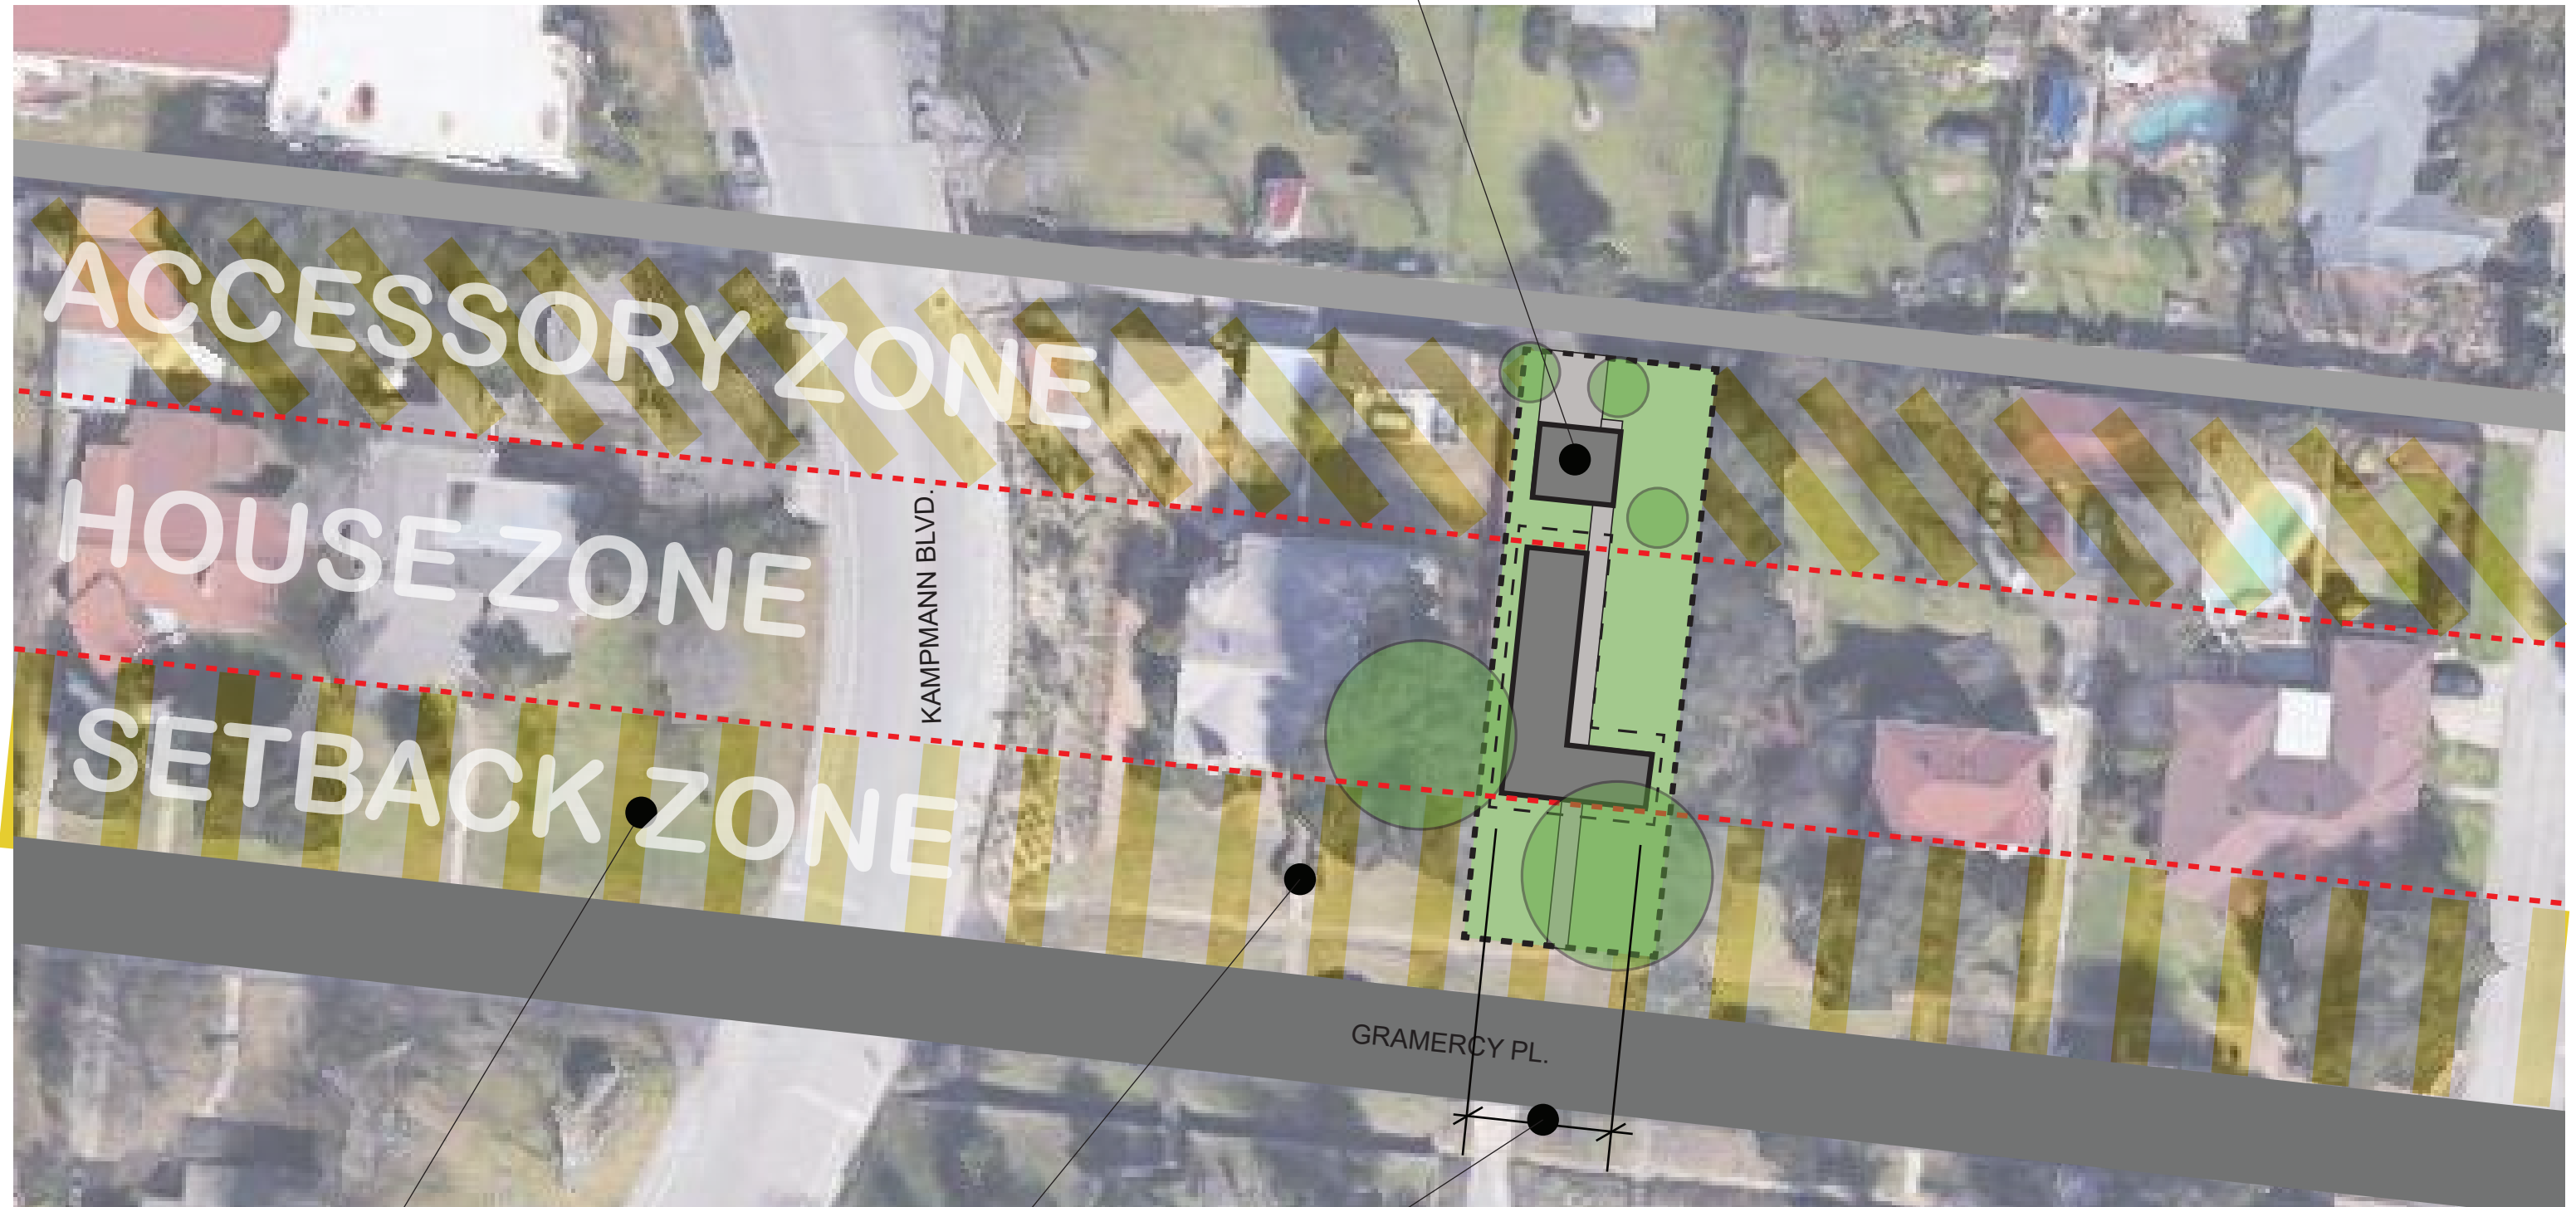 ACCESSORY ZONE
HOUSE ZONE
KAMPMANN BLVD.
SETBACK ZONE
GRAMERCY PL.